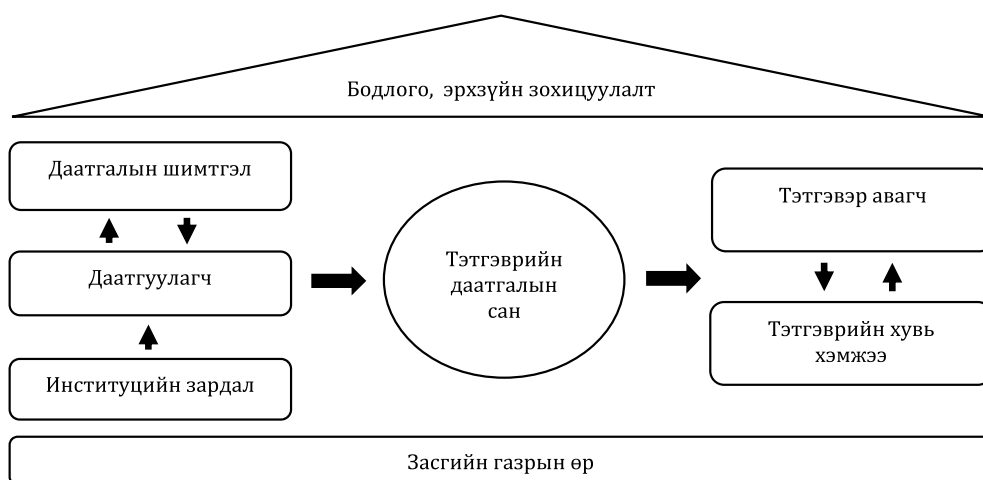 Бодлого, эрхзүйн зохицуулалт
Даатгалын шимтгэл
Даатгуулагч
Институцийн зардал
Тэтгэврийн
даатгалын
сан
Тэтгэвэр авагч
Тэтгэврийн хувь
хэмжээ
Засгийн газрын өр